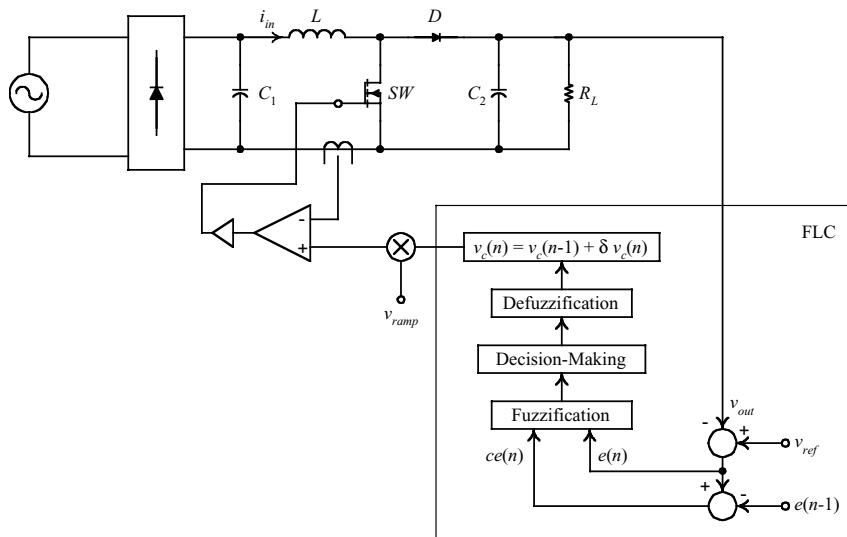 i_in L D
C_1 SW C_2 R_L
FLC
-
+
v_c(n) = v_c(n-1) + δ v_c(n)
v_ramp
Defuzzification
Decision-Making
Fuzzification
v_out
- +
v_ref
ce(n) e(n)
+ -
e(n-1)